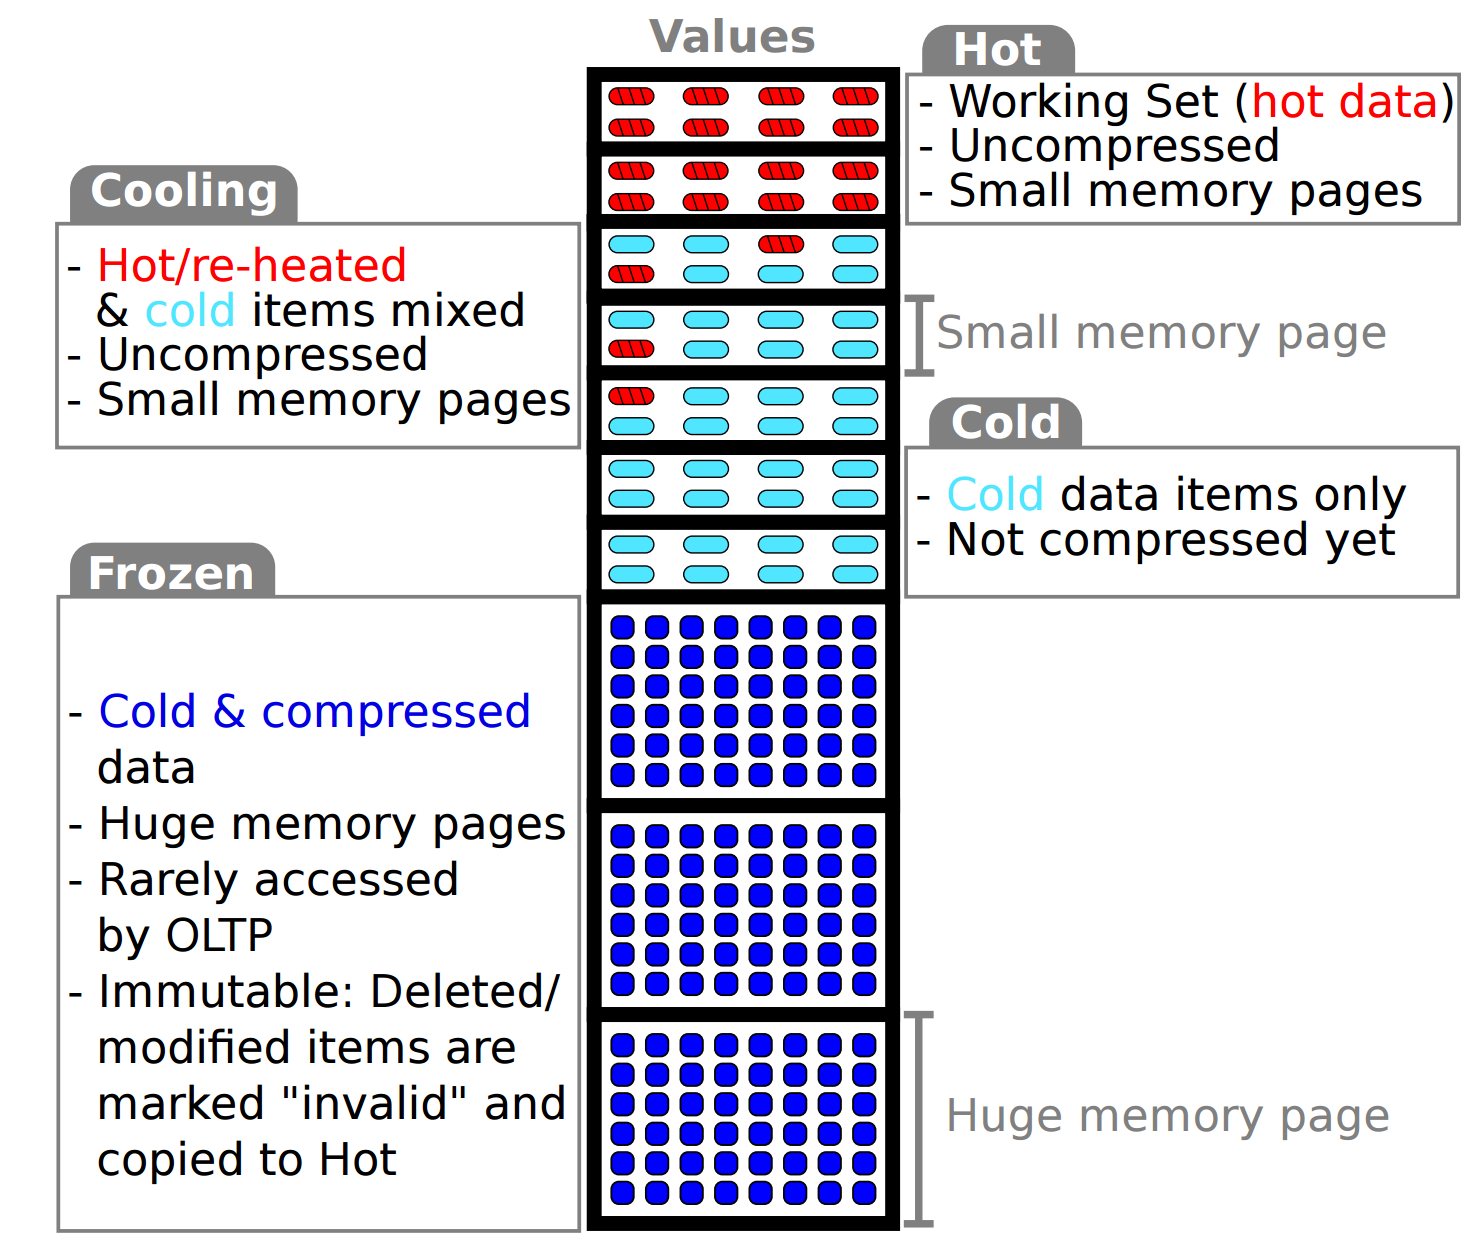 Values
Hot
- Working Set (hot data)
- Uncompressed
- Small memory pages
Cooling
- Hot/re-heated
& cold items mixed
- Uncompressed
- Small memory pages
Small memory page
Cold
- Cold data items only
- Not compressed yet
Frozen
- Cold & compressed
data
- Huge memory pages
- Rarely accessed
by OLTP
- Immutable: Deleted/
modified items are
marked "invalid" and
copied to Hot
Huge memory page